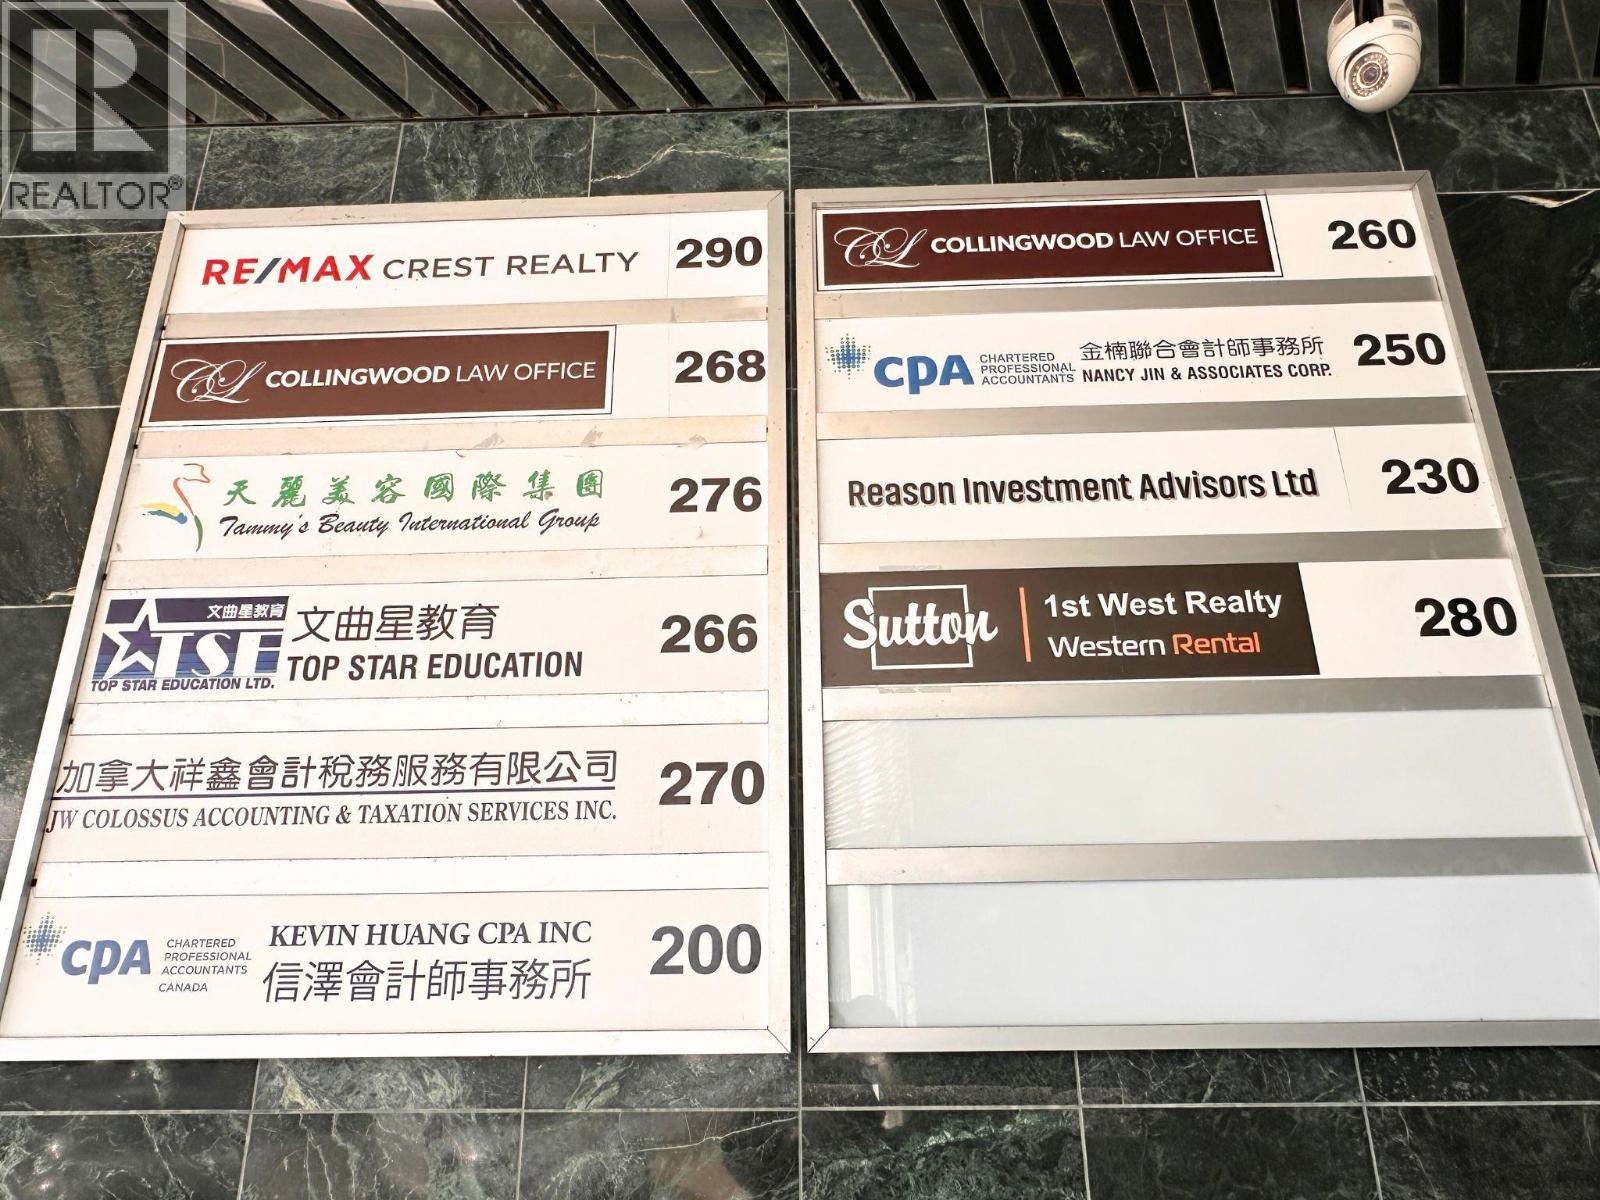 REALTOR®
RE/MAX CREST REALTY 290
CL COLLINGWOOD LAW OFFICE 268
天麗美容國際集團
Tammy's Beauty International Group
276
文曲星教育
TSE
TOP STAR EDUCATION LTD.
文曲星教育
TOP STAR EDUCATION
266
加拿大祥鑫會計稅務服務有限公司
JW COLOSSUS ACCOUNTING & TAXATION SERVICES INC.
270
CPA
CHARTERED
PROFESSIONAL
ACCOUNTANTS
CANADA
KEVIN HUANG CPA INC
信澤會計師事務所
200
CL COLLINGWOOD LAW OFFICE 260
CPA
CHARTERED
PROFESSIONAL
ACCOUNTANTS
金楠聯合會計師事務所
NANCY JIN & ASSOCIATES CORP.
250
Reason Investment Advisors Ltd 230
Sutton
1st West Realty
Western Rental
280